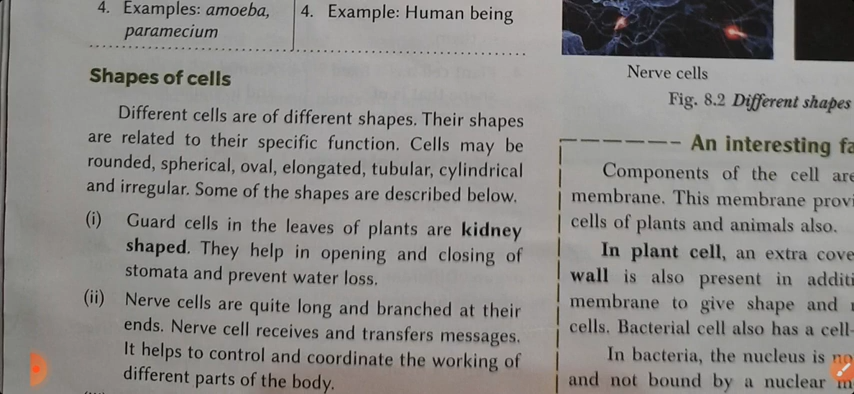 4. Examples: amoeba,
paramecium
4. Example: Human being
Shapes of cells
Different cells are of different shapes. Their shapes
are related to their specific function. Cells may be
rounded, spherical, oval, elongated, tubular, cylindrical
and irregular. Some of the shapes are described below.
(i) Guard cells in the leaves of plants are kidney
shaped. They help in opening and closing of
stomata and prevent water loss.
(ii) Nerve cells are quite long and branched at their
ends. Nerve cell receives and transfers messages.
It helps to control and coordinate the working of
different parts of the body.
Nerve cells
Fig. 8.2 Different shapes
An interesting fa
Components of the cell are
membrane. This membrane provi
cells of plants and animals also.
In plant cell, an extra cove
wall is also present in additi
membrane to give shape and
cells. Bacterial cell also has a cell-
In bacteria, the nucleus is
and not bound by a nuclear